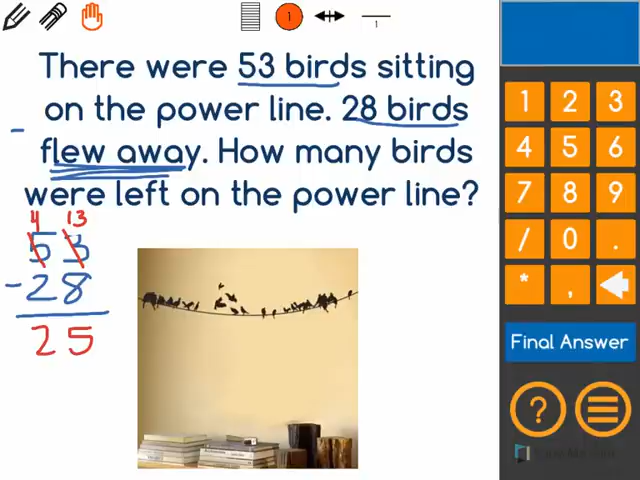 1
1
There were 53 birds sitting
on the power line. 28 birds
flew away. How many birds
were left on the power line?
4 13
53
-28
25
1 2 3
4 5 6
7 8 9
/ 0 .
* ,
Final Answer
?